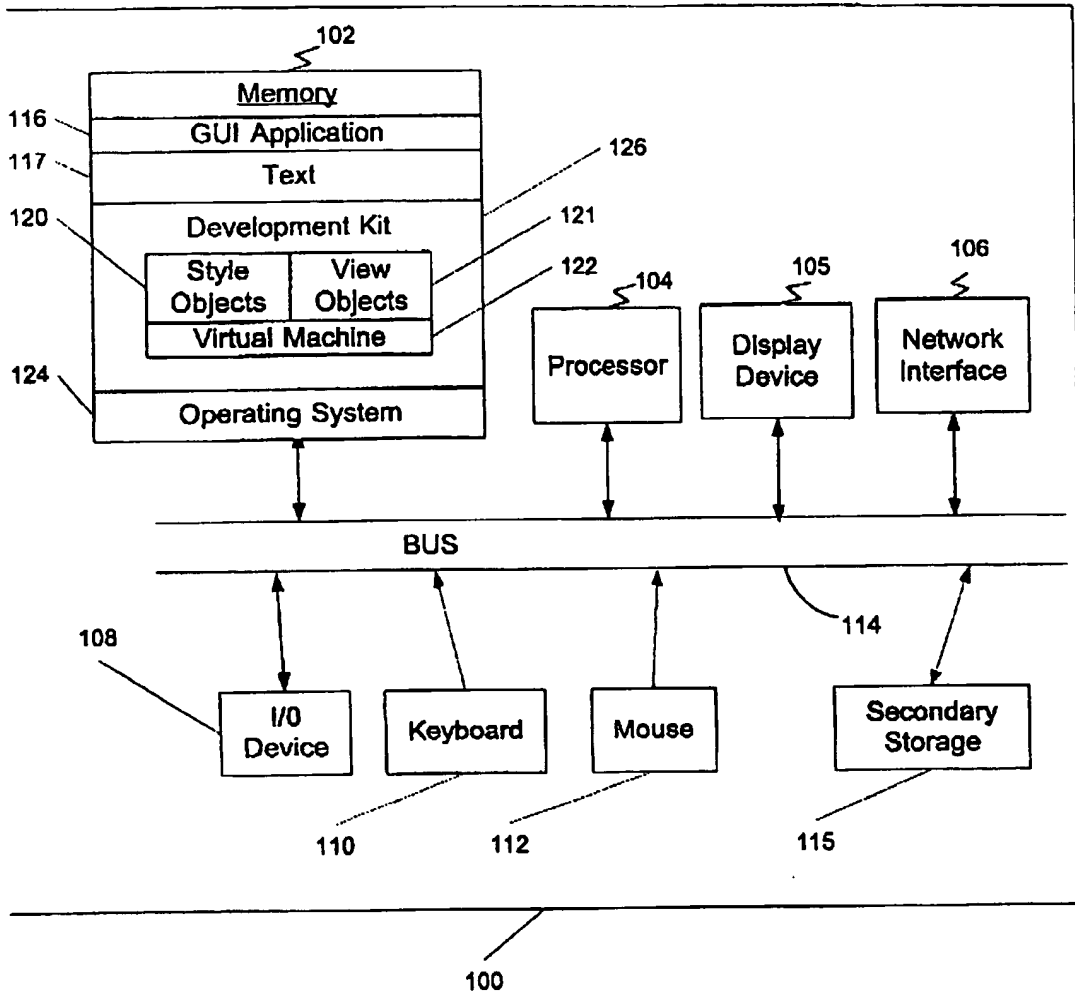 102
Memory
116
GUI Application
117
Text
126
120
Development Kit
121
Style
Objects
View
Objects
122
Virtual Machine
104
105
106
Processor
Display
Device
Network
Interface
124
Operating System
BUS
114
108
I/0
Device
Keyboard
Mouse
Secondary
Storage
110
112
115
100